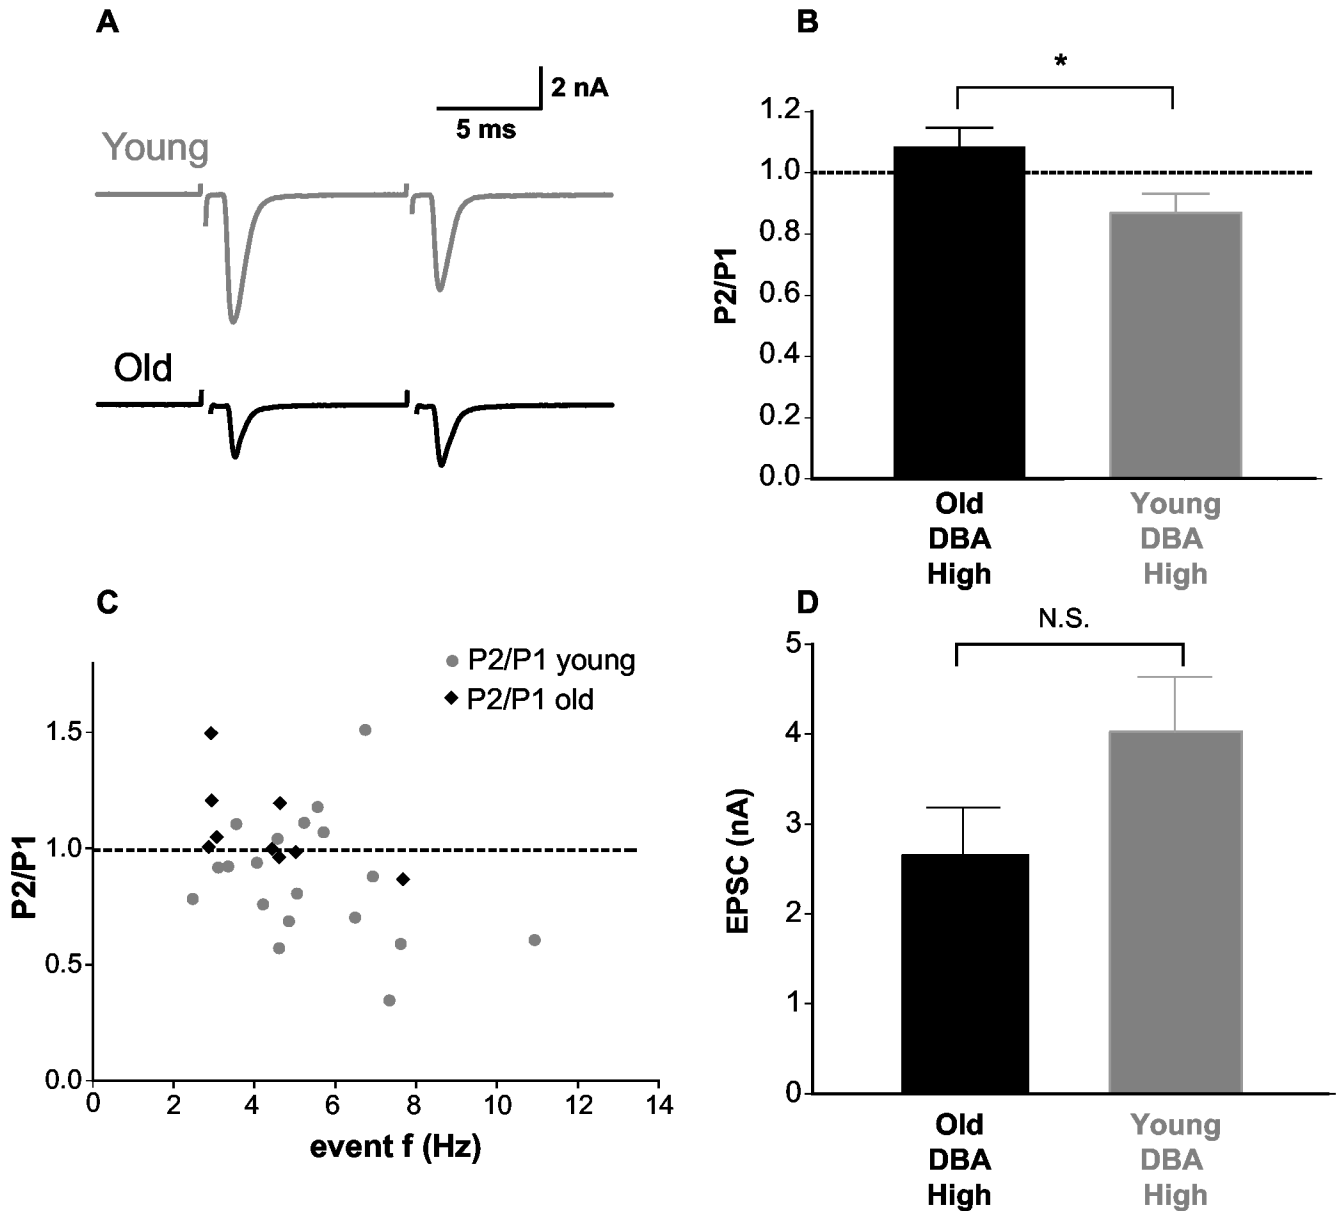 A
2 nA
5 ms
Young
Old
B
*
1.2
1.0
0.8
0.6
0.4
0.2
0.0
P2/P1
Old
DBA
High
Young
DBA
High
C
P2/P1 young
P2/P1 old
1.5
1.0
0.5
0.0
P2/P1
0 2 4 6 8 10 12 14
event f (Hz)
D
N.S.
5
4
3
2
1
0
EPSC (nA)
Old
DBA
High
Young
DBA
High